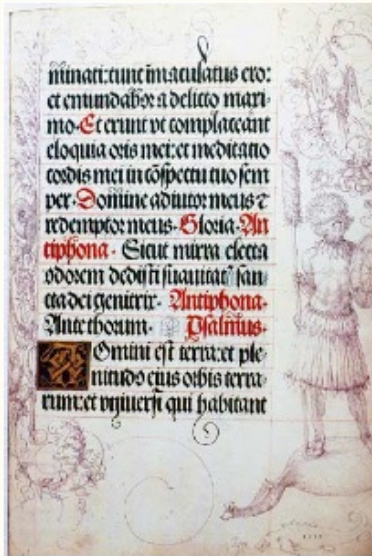 minati:tunc immaculatus ero:
et emundabor a delicto maxi-
mo. Et erunt vt complaceant
eloquia oris mei: et meditatio
cordis mei in cõspectu tuo sem
per. Domine adiutor meus ⁊
redemptor meus. Gloria. An
tiphona. Sicut mirra electa
odorem dedisti suauitatꝭ san-
cta dei genitrix. Antiphona.
Ante thorum. Psalmus.
Domini est terra: et ple-
nitudo eius orbis terra-
rum: et vniuersi qui habitant